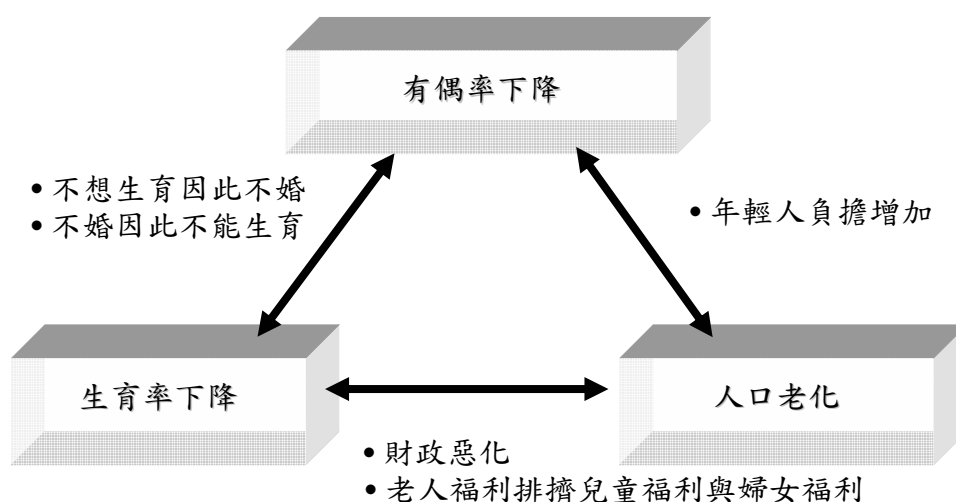 有偶率下降
• 不想生育因此不婚
• 不婚因此不能生育
• 年輕人負擔增加
生育率下降
人口老化
• 財政惡化
• 老人福利排擠兒童福利與婦女福利